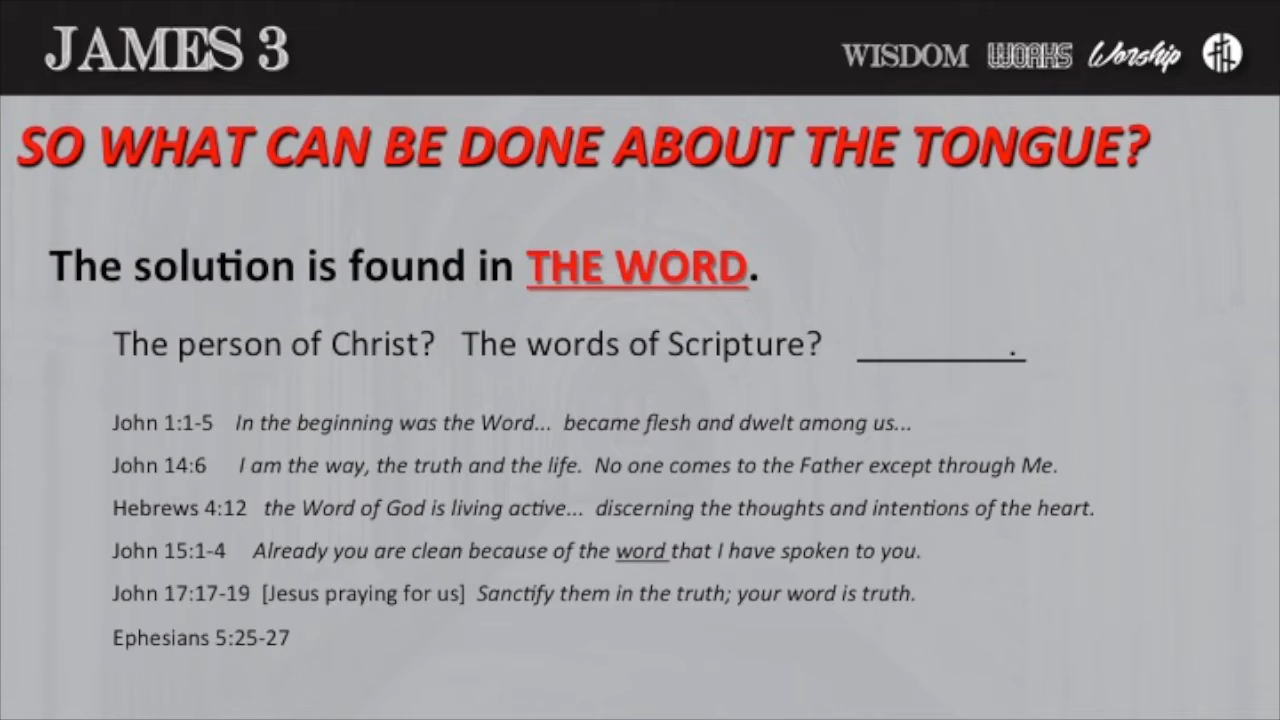 JAMES 3
WISDOM WORKS Worship
SO WHAT CAN BE DONE ABOUT THE TONGUE?
The solution is found in THE WORD.
The person of Christ? The words of Scripture? _________.
John 1:1-5 In the beginning was the Word... became flesh and dwelt among us...
John 14:6 I am the way, the truth and the life. No one comes to the Father except through Me.
Hebrews 4:12 the Word of God is living active... discerning the thoughts and intentions of the heart.
John 15:1-4 Already you are clean because of the word that I have spoken to you.
John 17:17-19 [Jesus praying for us] Sanctify them in the truth; your word is truth.
Ephesians 5:25-27